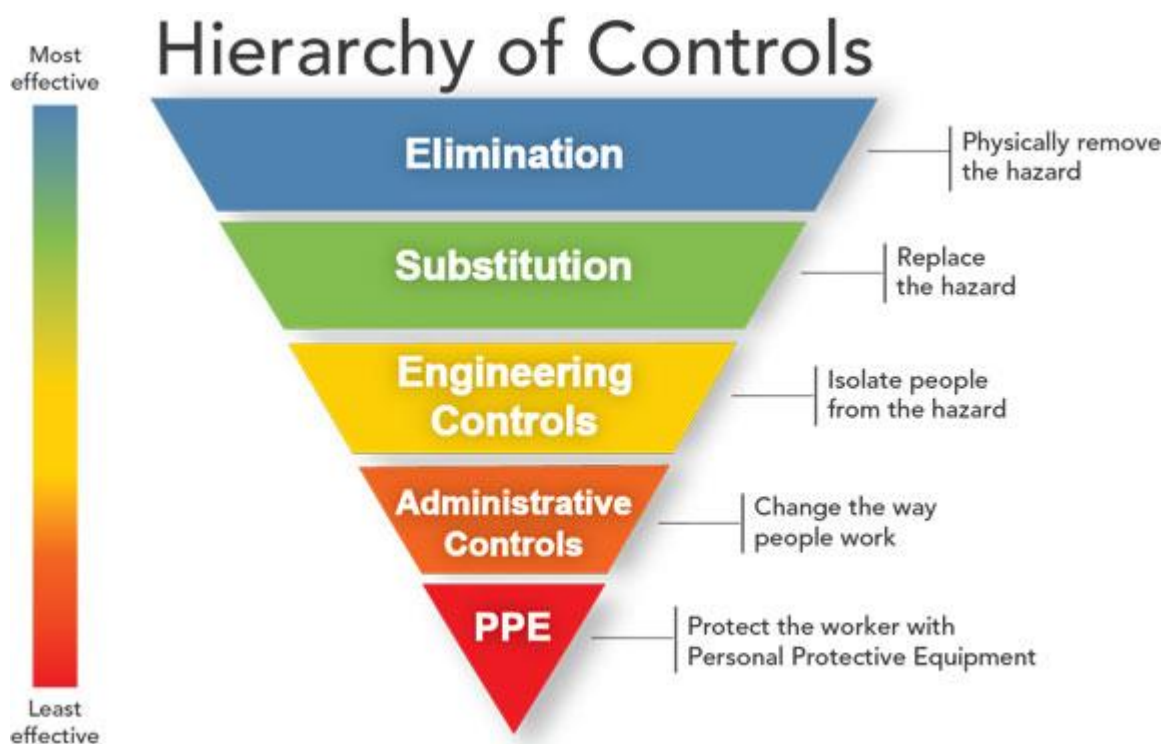 Hierarchy of Controls
Most
effective
Elimination
Physically remove
the hazard
Substitution
Replace
the hazard
Engineering
Controls
Isolate people
from the hazard
Administrative
Controls
Change the way
people work
PPE
Protect the worker with
Personal Protective Equipment
Least
effective